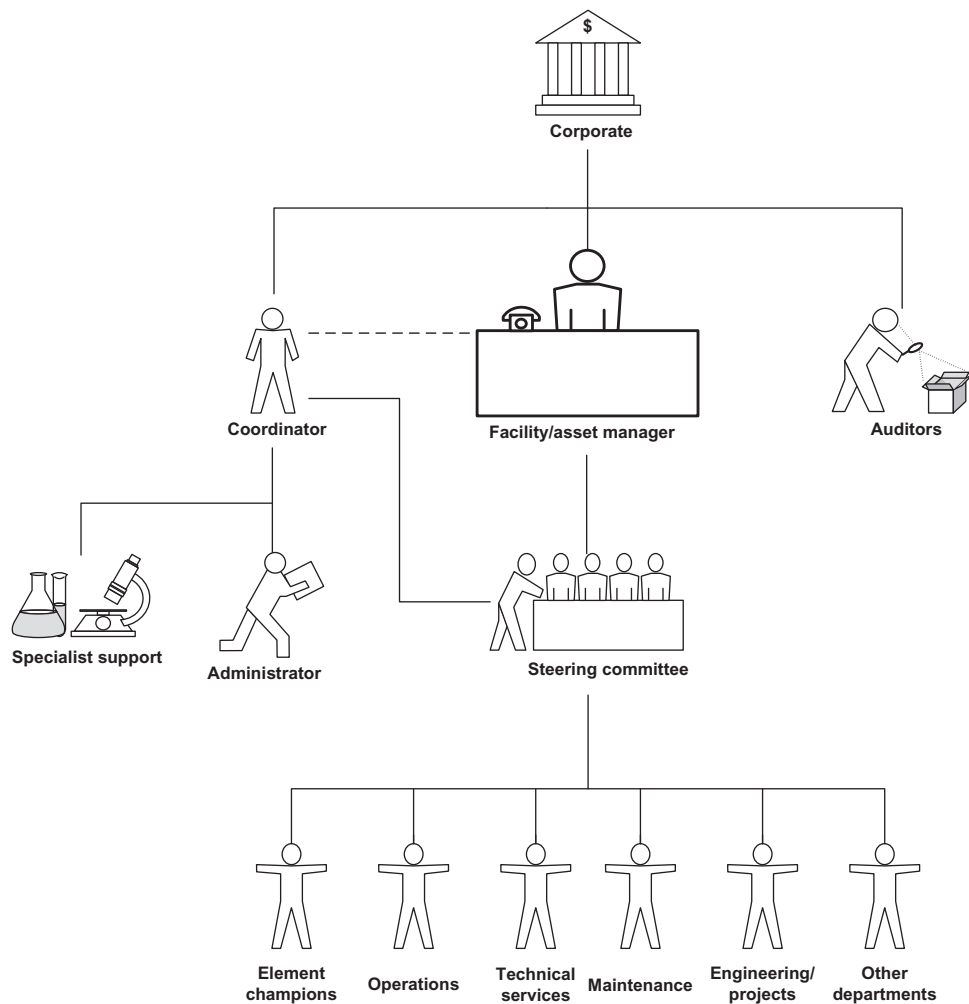 $
Corporate
Coordinator
Facility/asset manager
Auditors
Specialist support
Administrator
Steering committee
Element
champions
Operations
Technical
services
Maintenance
Engineering/
projects
Other
departments